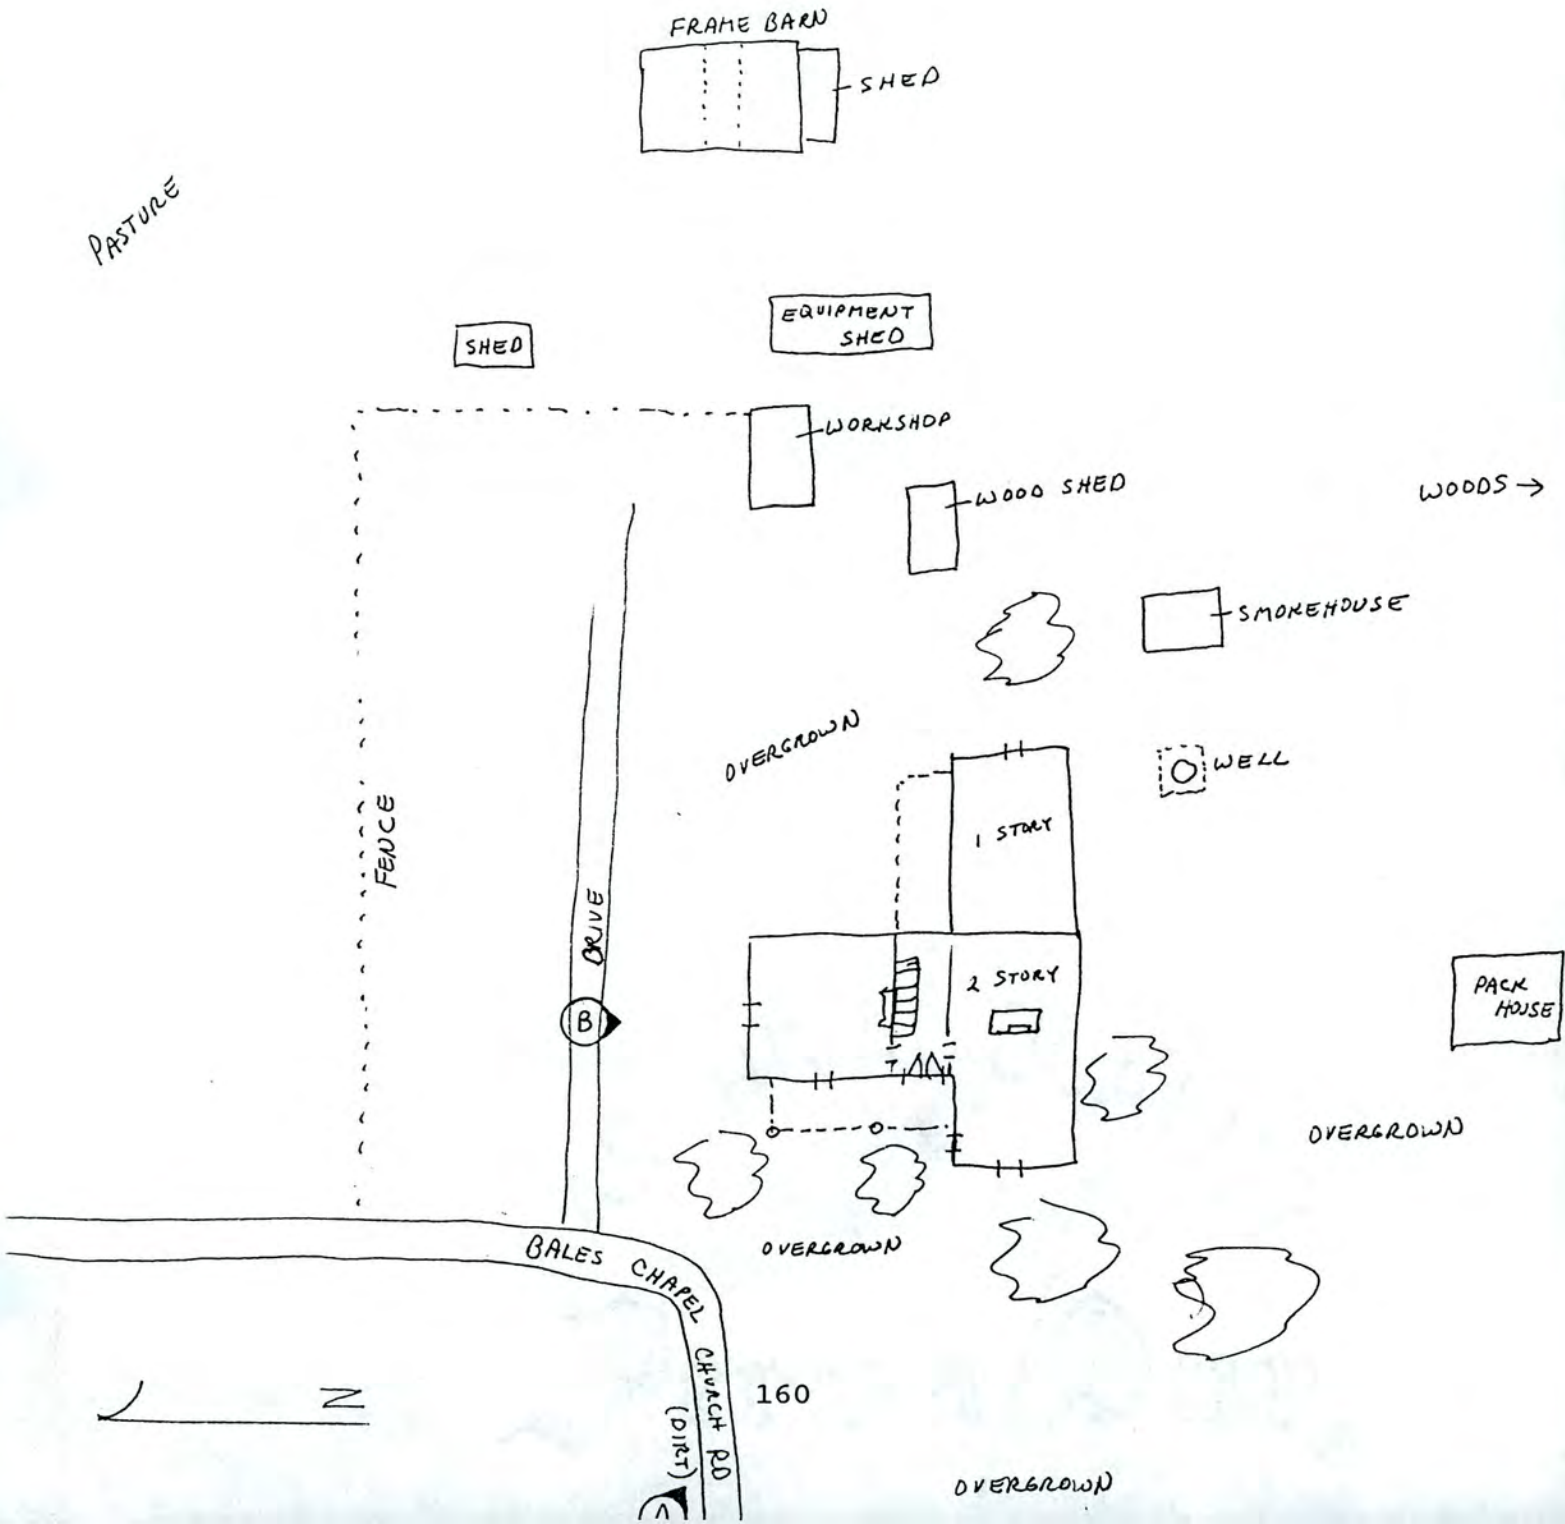 FRAME BARN
SHED
PASTURE
SHED
EQUIPMENT
SHED
WORKSHOP
WOOD SHED
WOODS →
SMOKEHOUSE
OVERGROWN
WELL
1 STORY
FENCE
DRIVE
2 STORY
B
PACK
HOUSE
OVERGROWN
OVERGROWN
BALES CHAPEL CHURCH RD
(DIRT)
N
160
A
OVERGROWN